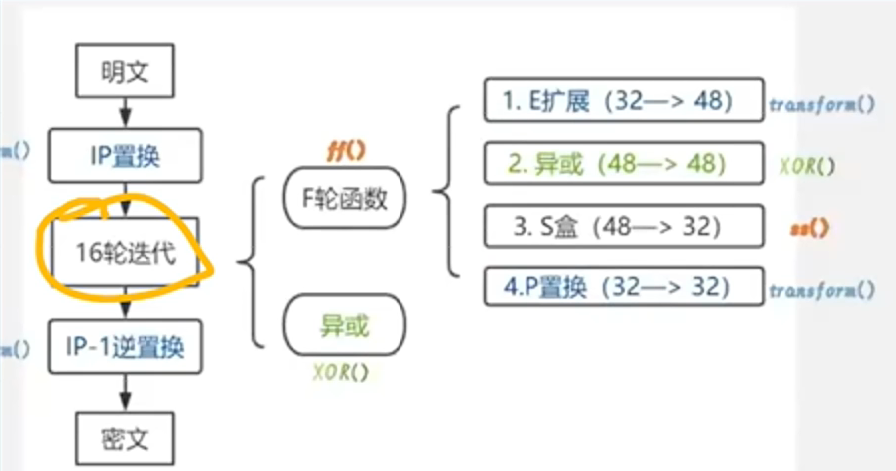 明文
IP置换
m()
16轮迭代
IP-1逆置换
m()
密文
ff()
F轮函数
异或
XOR()
1. E扩展（32—> 48） transform()
2. 异或（48—> 48） XOR()
3. S盒（48—> 32） ss()
4.P置换（32—> 32） transform()